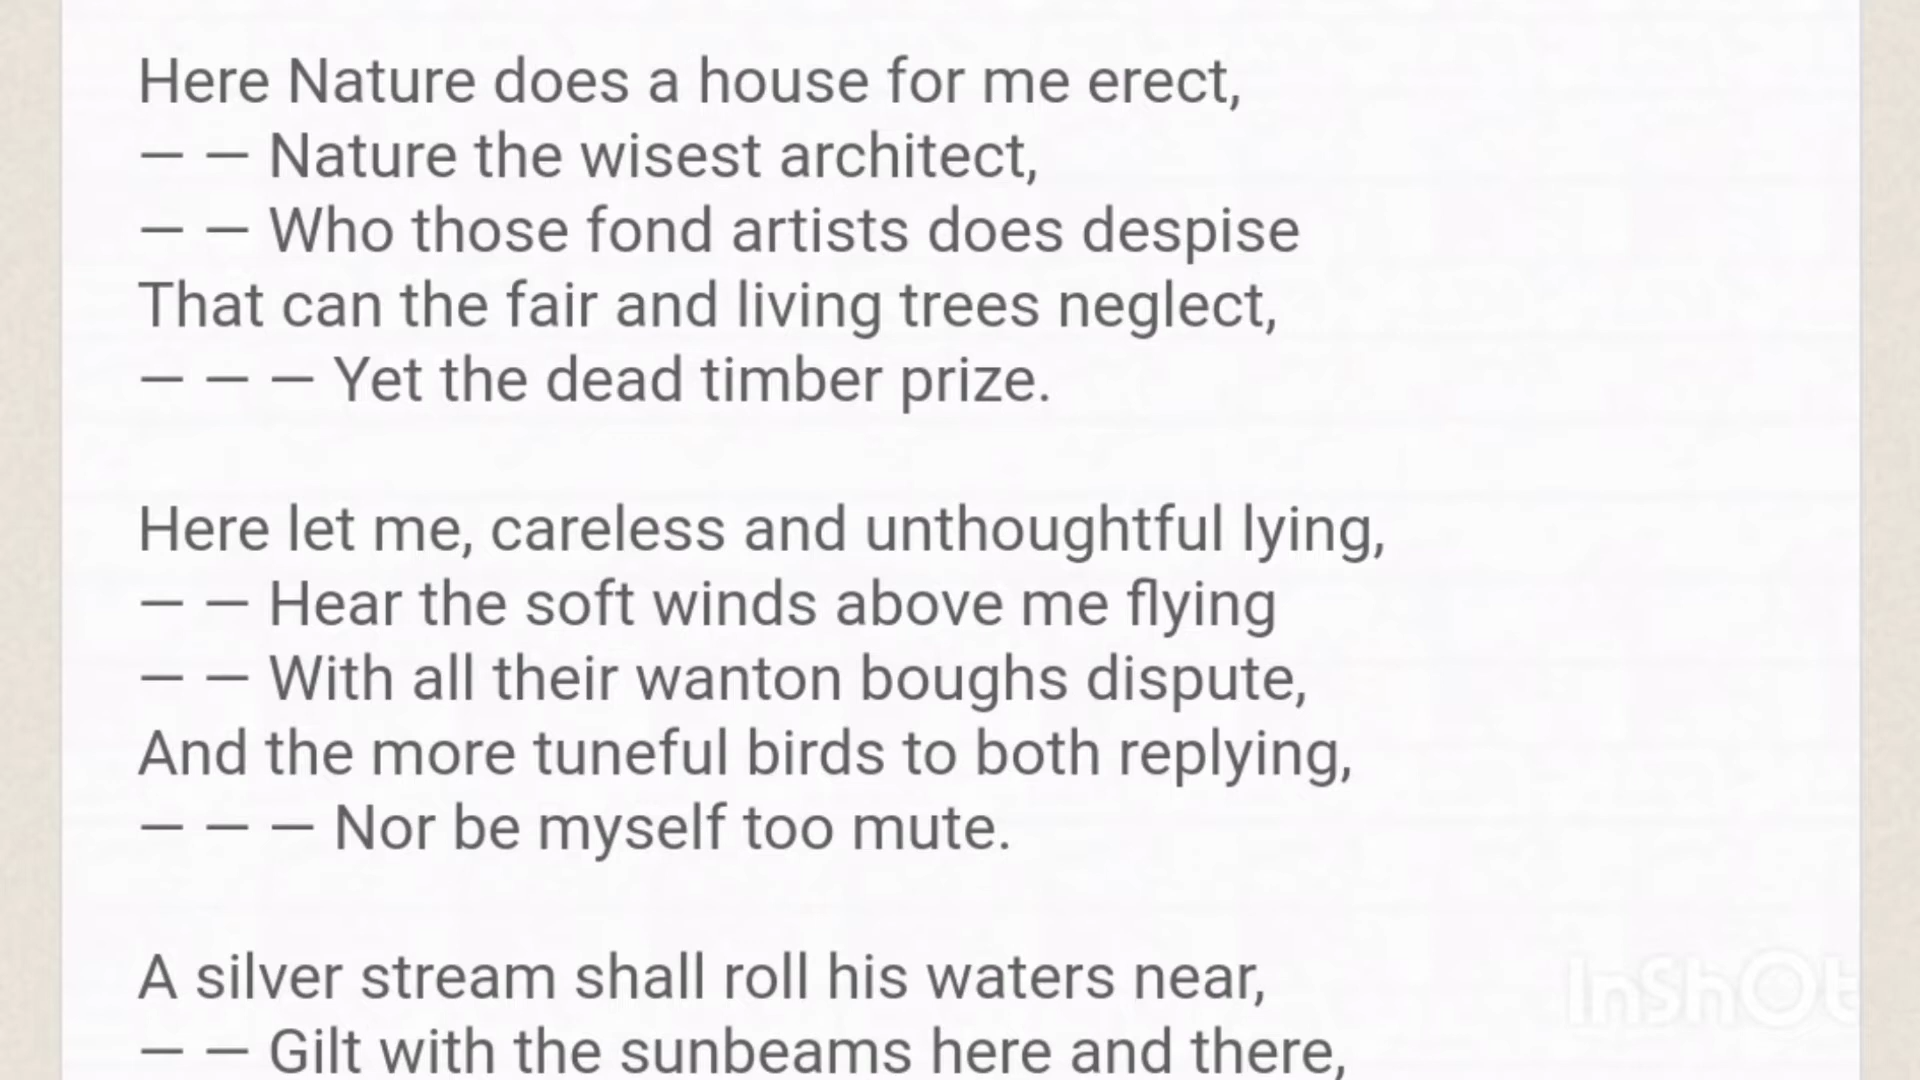 Here Nature does a house for me erect,
— — Nature the wisest architect,
— — Who those fond artists does despise
That can the fair and living trees neglect,
— — — Yet the dead timber prize.
Here let me, careless and unthoughtful lying,
— — Hear the soft winds above me flying
— — With all their wanton boughs dispute,
And the more tuneful birds to both replying,
— — — Nor be myself too mute.
A silver stream shall roll his waters near,
— — Gilt with the sunbeams here and there,
InShOt